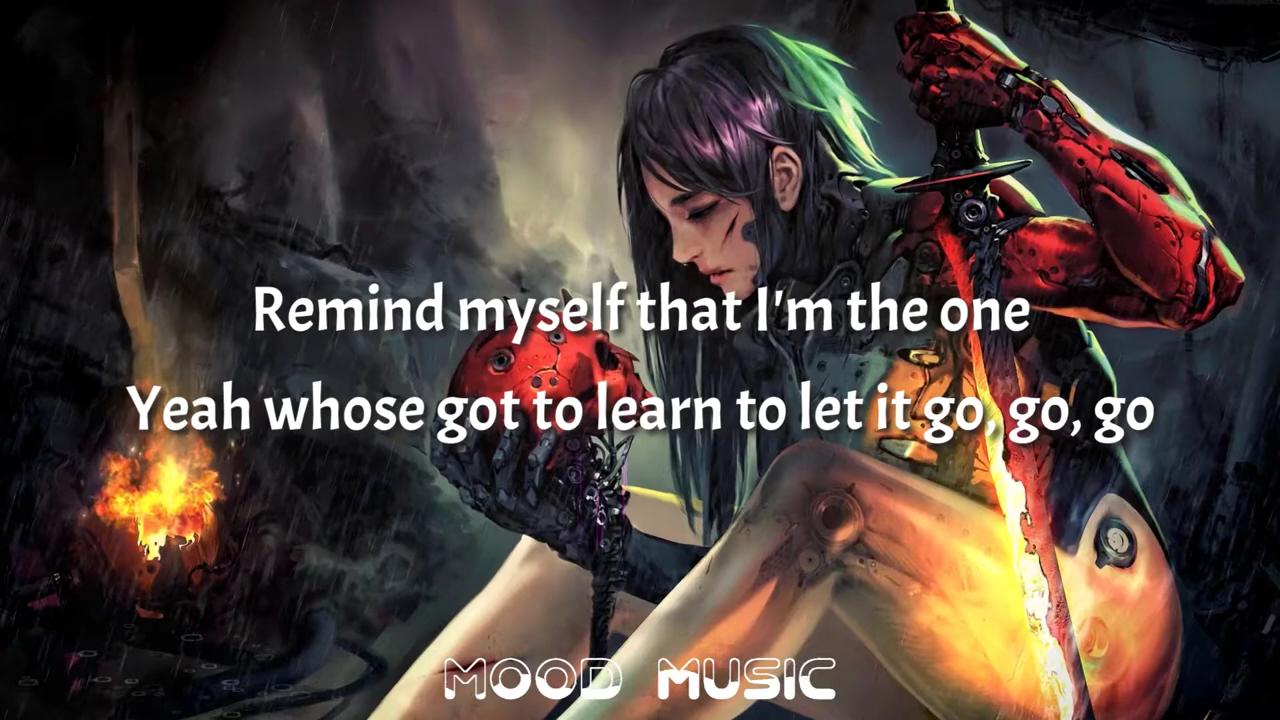 Remind myself that I'm the one
Yeah whose got to learn to let it go, go, go
MOOD MUSIC